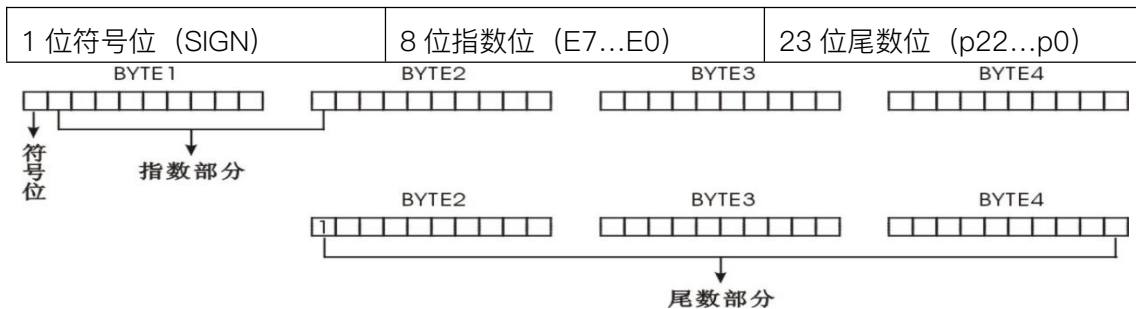 1 位符号位（SIGN） 8 位指数位（E7...E0） 23 位尾数位（p22...p0）
BYTE1 BYTE2 BYTE3 BYTE4
符号位 指数部分
BYTE2 BYTE3 BYTE4
1
尾数部分